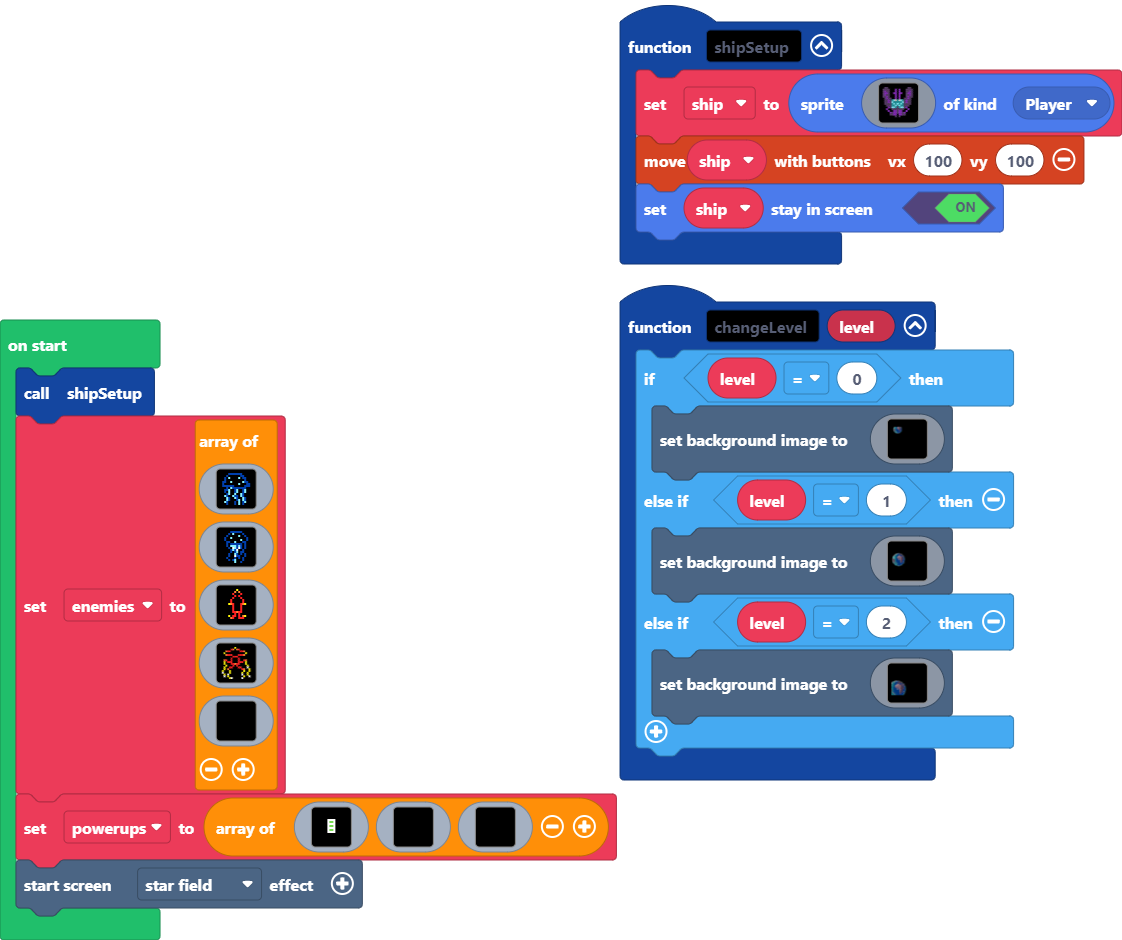 function shipSetup
set ship to sprite of kind Player
move ship with buttons vx 100 vy 100
set ship stay in screen ON
function changeLevel level
if level = 0 then
set background image to
else if level = 1 then
set background image to
else if level = 2 then
set background image to
on start
call shipSetup
array of
set enemies to
set powerups to array of
start screen star field effect